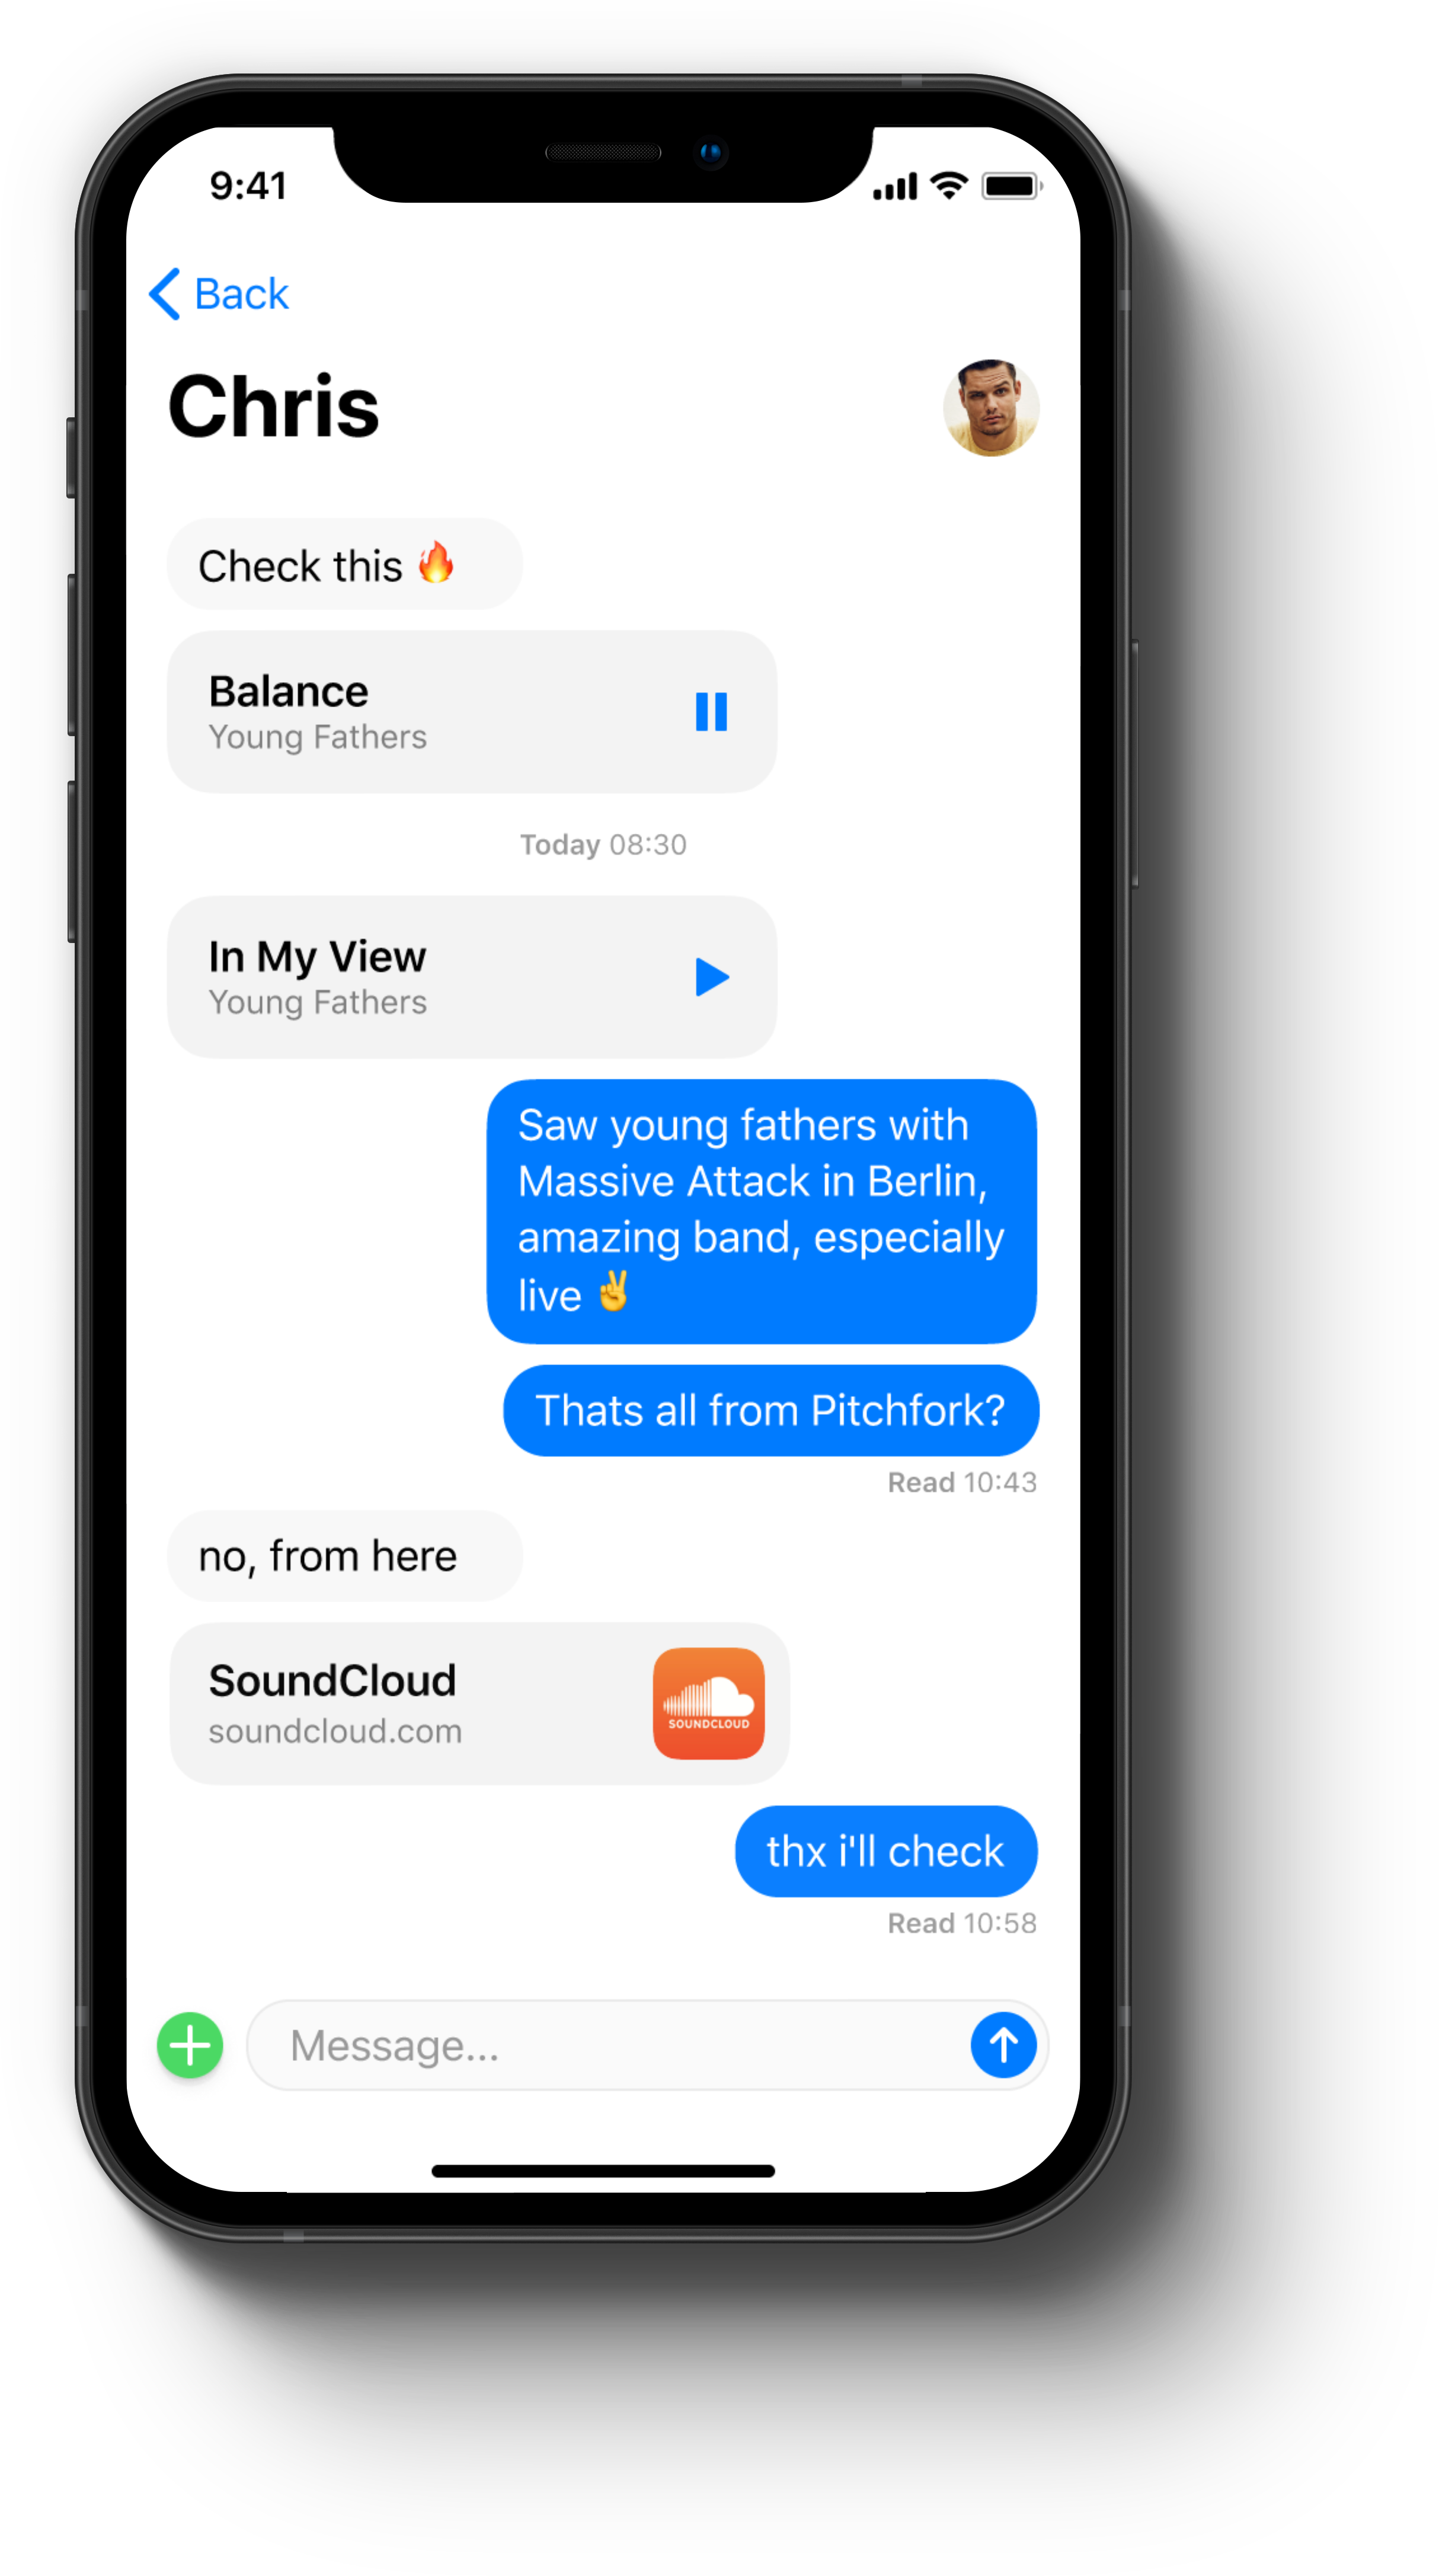 9:41
Back
Chris
Check this 🔥
Balance
Young Fathers
Today 08:30
In My View
Young Fathers
Saw young fathers with
Massive Attack in Berlin,
amazing band, especially
live ✌️
Thats all from Pitchfork?
Read 10:43
no, from here
SoundCloud
soundcloud.com
SOUNDCLOUD
thx i'll check
Read 10:58
Message...